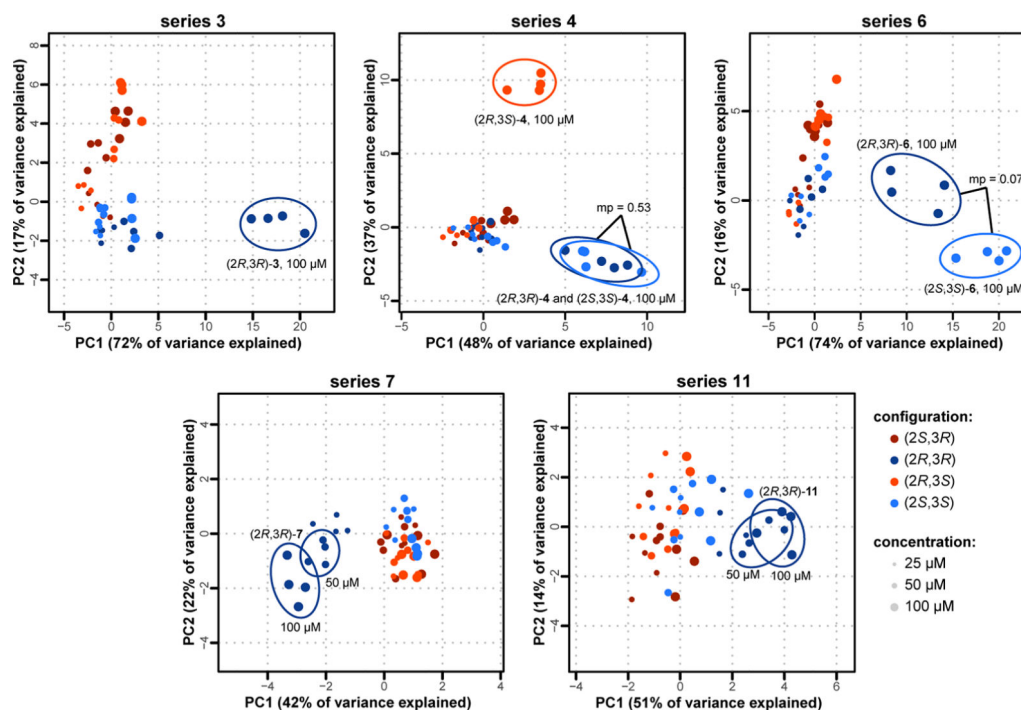 series 3
PC2 (17% of variance explained)
8
6
4
2
0
−2
−4
(2R,3R)-3, 100 µM
−5
0
5
10
15
20
PC1 (72% of variance explained)
series 4
PC2 (37% of variance explained)
10
5
0
−5
(2R,3S)-4, 100 µM
mp = 0.53
(2R,3R)-4 and (2S,3S)-4, 100 µM
−5
0
5
10
PC1 (48% of variance explained)
series 6
PC2 (16% of variance explained)
5
0
−5
(2R,3R)-6, 100 µM
mp = 0.07
(2S,3S)-6, 100 µM
−5
0
5
10
15
20
PC1 (74% of variance explained)
series 7
PC2 (22% of variance explained)
4
2
0
−2
−4
(2R,3R)-7
50 µM
100 µM
−4
−2
0
2
4
PC1 (42% of variance explained)
series 11
PC2 (14% of variance explained)
4
2
0
−2
−4
(2R,3R)-11
50 µM
100 µM
−4
−2
0
2
4
6
PC1 (51% of variance explained)
configuration:
(2S,3R)
(2R,3R)
(2R,3S)
(2S,3S)
concentration:
25 µM
50 µM
100 µM